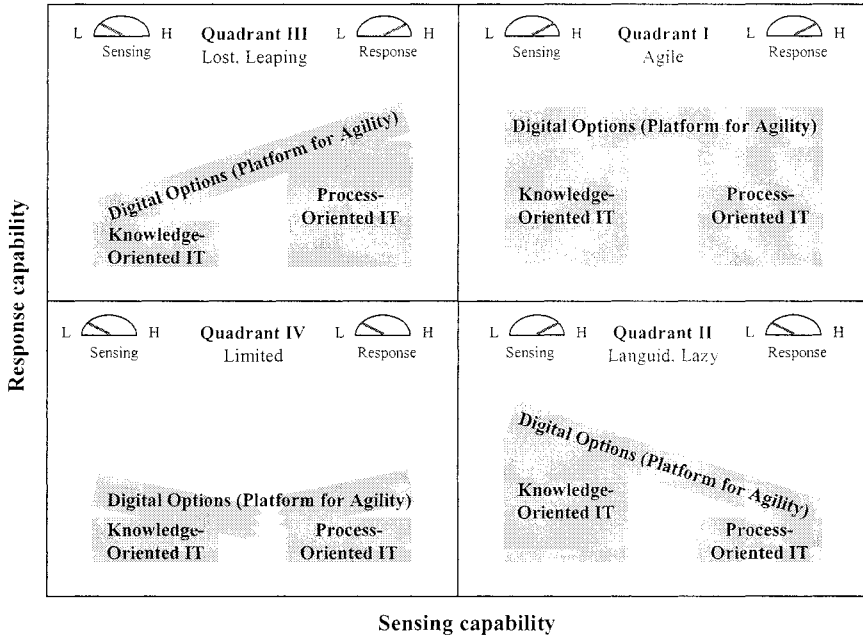 L H Quadrant III L H
Sensing Lost, Leaping Response
Digital Options (Platform for Agility)
Knowledge-
Oriented IT
Process-
Oriented IT
L H Quadrant I L H
Sensing Agile Response
Digital Options (Platform for Agility)
Knowledge-
Oriented IT
Process-
Oriented IT
L H Quadrant IV L H
Sensing Limited Response
Digital Options (Platform for Agility)
Knowledge-
Oriented IT
Process-
Oriented IT
L H Quadrant II L H
Sensing Languid, Lazy Response
Digital Options (Platform for Agility)
Knowledge-
Oriented IT
Process-
Oriented IT
Response capability
Sensing capability